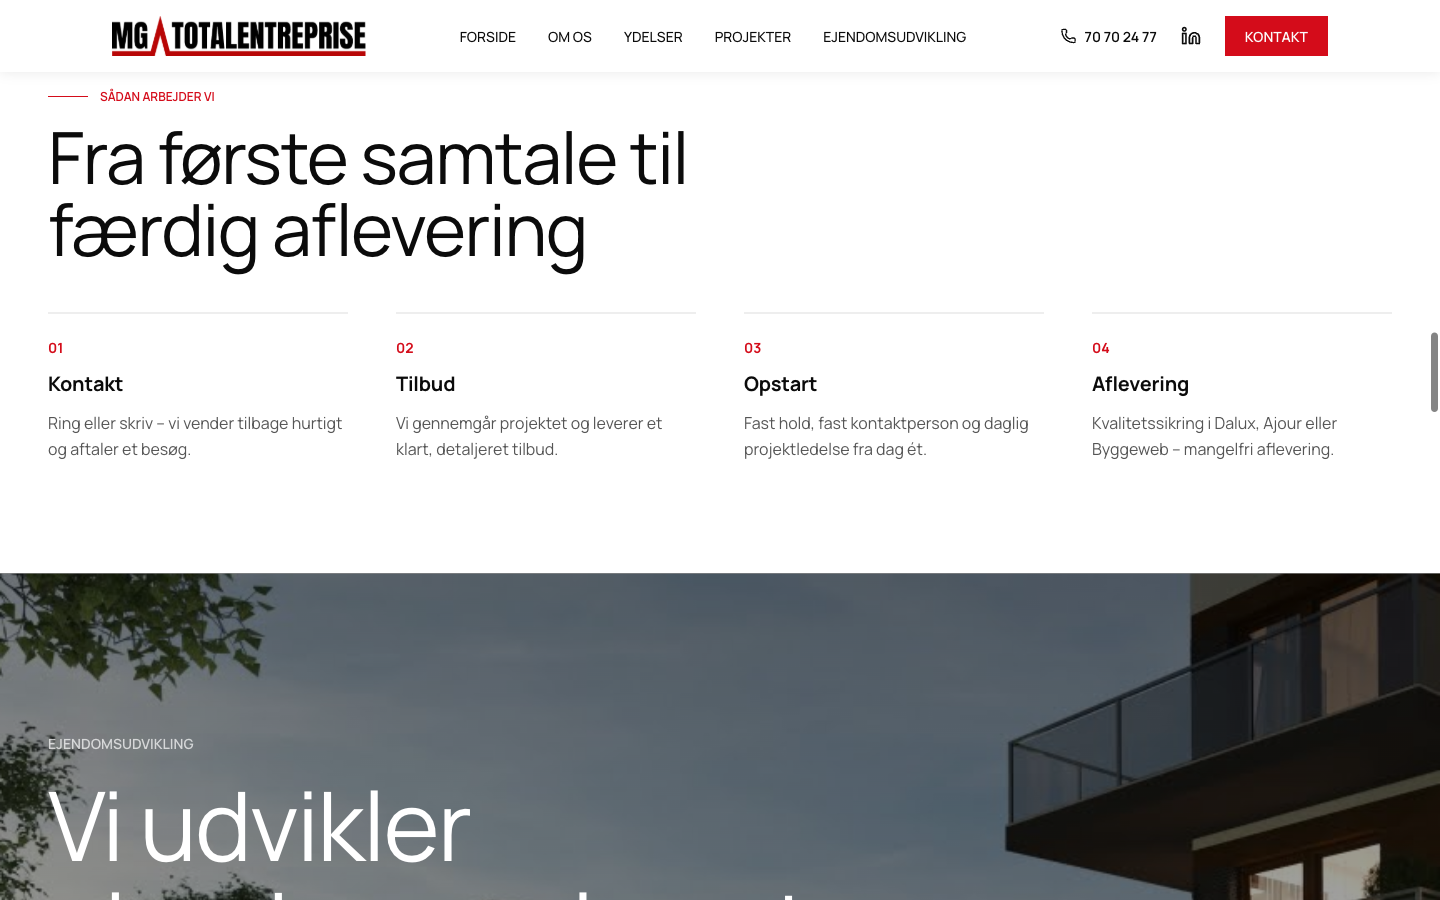 MG TOTALENTREPRISE
FORSIDE
OM OS
YDELSER
PROJEKTER
EJENDOMSUDVIKLING
70 70 24 77
KONTAKT
SÅDAN ARBEJDER VI
Fra første samtale til
færdig aflevering
01
Kontakt
Ring eller skriv – vi vender tilbage hurtigt
og aftaler et besøg.
02
Tilbud
Vi gennemgår projektet og leverer et
klart, detaljeret tilbud.
03
Opstart
Fast hold, fast kontaktperson og daglig
projektledelse fra dag ét.
04
Aflevering
Kvalitetssikring i Dalux, Ajour eller
Byggeweb – mangelfri aflevering.
EJENDOMSUDVIKLING
Vi udvikler